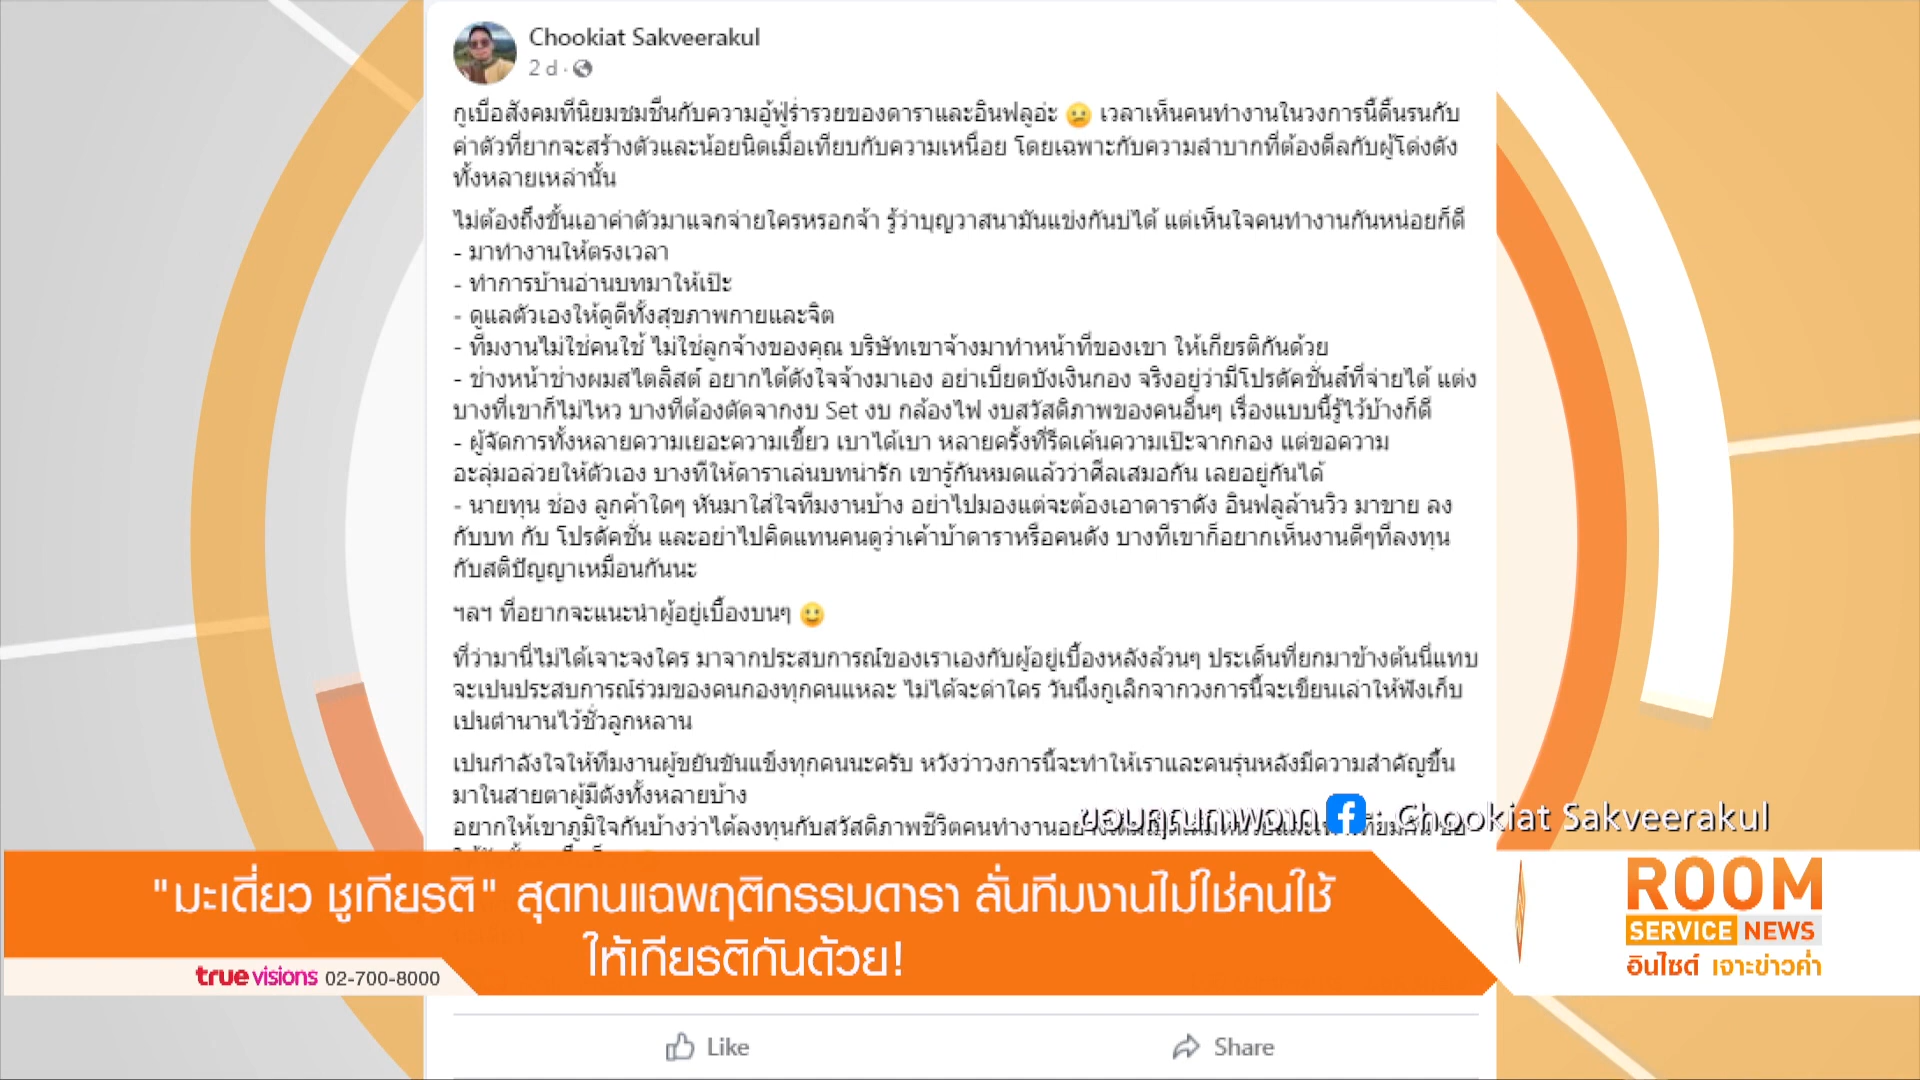 Chookiat Sakveerakul
2 d ·
กูเบื่อสังคมที่นิยมชมชื่นกับความอู้ฟู่ร่ำรวยของดาราและอินฟลูอ่ะ 🫤 เวลาเห็นคนทำงานในวงการนี้ดิ้นรนกับ
ค่าตัวที่ยากจะสร้างตัวและน้อยนิดเมื่อเทียบกับความเหนื่อย โดยเฉพาะกับความลำบากที่ต้องดีลกับผู้โด่งดัง
ทั้งหลายเหล่านั้น
ไม่ต้องถึงขั้นเอาค่าตัวมาแจกจ่ายใครหรอกจ้า รู้ว่าบุญวาสนามันแข่งกันบ่ได้ แต่เห็นใจคนทำงานกันหน่อยก็ดี
- มาทำงานให้ตรงเวลา
- ทำการบ้านอ่านบทมาให้เป๊ะ
- ดูแลตัวเองให้ดูดีทั้งสุขภาพกายและจิต
- ทีมงานไม่ใช่คนใช้ ไม่ใช่ลูกจ้างของคุณ บริษัทเขาจ้างมาทำหน้าที่ของเขา ให้เกียรติกันด้วย
- ช่างหน้าช่างผมสไตลิสต์ อยากได้ดังใจจ้างมาเอง อย่าเบียดบังเงินกอง จริงอยู่ว่ามีโปรดัคชั่นส์ที่จ่ายได้ แต่ง
บางที่เขาก็ไม่ไหว บางที่ต้องตัดจากงบ Set งบ กล้องไฟ งบสวัสดิภาพของคนอื่นๆ เรื่องแบบนี้รู้ไว้บ้างก็ดี
- ผู้จัดการทั้งหลายความเยอะความเขี้ยว เบาได้เบา หลายครั้งที่รีดเค้นความเป๊ะจากกอง แต่ขอความ
อะลุ่มอล่วยให้ตัวเอง บางทีให้ดาราเล่นบทน่ารัก เขารู้กันหมดแล้วว่าศีลเสมอกัน เลยอยู่กันได้
- นายทุน ช่อง ลูกค้าใดๆ หันมาใส่ใจทีมงานบ้าง อย่าไปมองแต่จะต้องเอาดาราดัง อินฟลูล้านวิว มาขาย ลง
กับบท กับ โปรดัคชั่น และอย่าไปคิดแทนคนดูว่าเค้าบ้าดาราหรือคนดัง บางทีเขาก็อยากเห็นงานดีๆที่ลงทุน
กับสติปัญญาเหมือนกันนะ
ฯลฯ ที่อยากจะแนะนำผู้อยู่เบื้องบนๆ 🙂
ที่ว่ามานี่ไม่ได้เจาะจงใคร มาจากประสบการณ์ของเราเองกับผู้อยู่เบื้องหลังล้วนๆ ประเด็นที่ยกมาข้างต้นนี่แทบ
จะเป็นประสบการณ์ร่วมของคนกองทุกคนแหละ ไม่ได้จะด่าใคร วันนึงกูเลิกจากวงการนี้จะเขียนเล่าให้ฟังเก็บ
เป็นตำนานไว้ชั่วลูกหลาน
เป็นกำลังใจให้ทีมงานผู้ขยันขันแข็งทุกคนนะครับ หวังว่าวงการนี้จะทำให้เราและคนรุ่นหลังมีความสำคัญขึ้น
มาในสายตาผู้มีตังทั้งหลายบ้าง
อยากให้เขาภูมิใจกันบ้างว่าได้ลงทุนกับสวัสดิภาพชีวิตคนทำงาน
ขอบคุณภาพจาก : Chookiat Sakveerakul
"มะเดี่ยว ชูเกียรติ" สุดทนแฉพฤติกรรมดารา ลั่นทีมงานไม่ใช่คนใช้
ให้เกียรติกันด้วย!
truevisions 02-700-8000
ROOM
SERVICE NEWS
อินไซด์ เจาะข่าวค่ำ
Like
Share